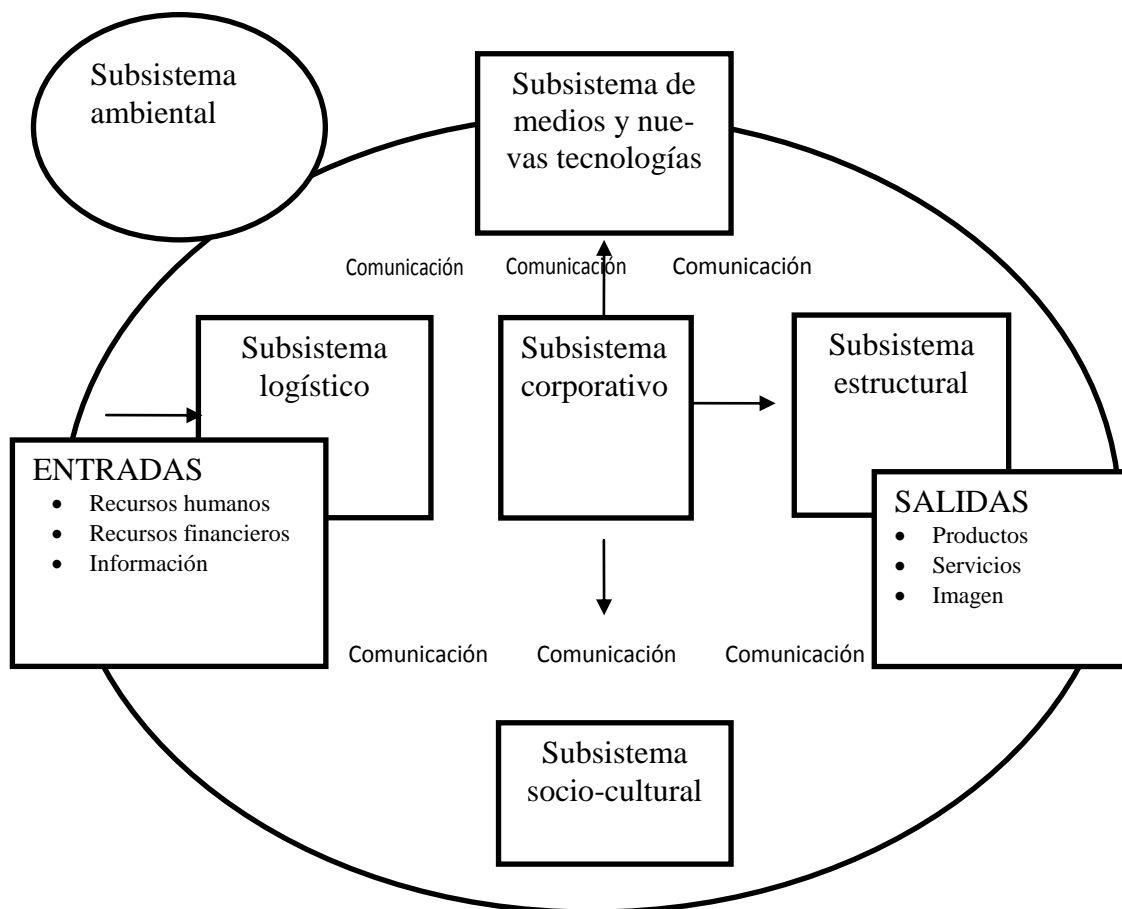 Subsistema
ambiental
Subsistema de
medios y nue-
vas tecnologías
Comunicación Comunicación Comunicación
Subsistema
logístico
Subsistema
corporativo
Subsistema
estructural
ENTRADAS
• Recursos humanos
• Recursos financieros
• Información
SALIDAS
• Productos
• Servicios
• Imagen
Comunicación Comunicación Comunicación
Subsistema
socio-cultural